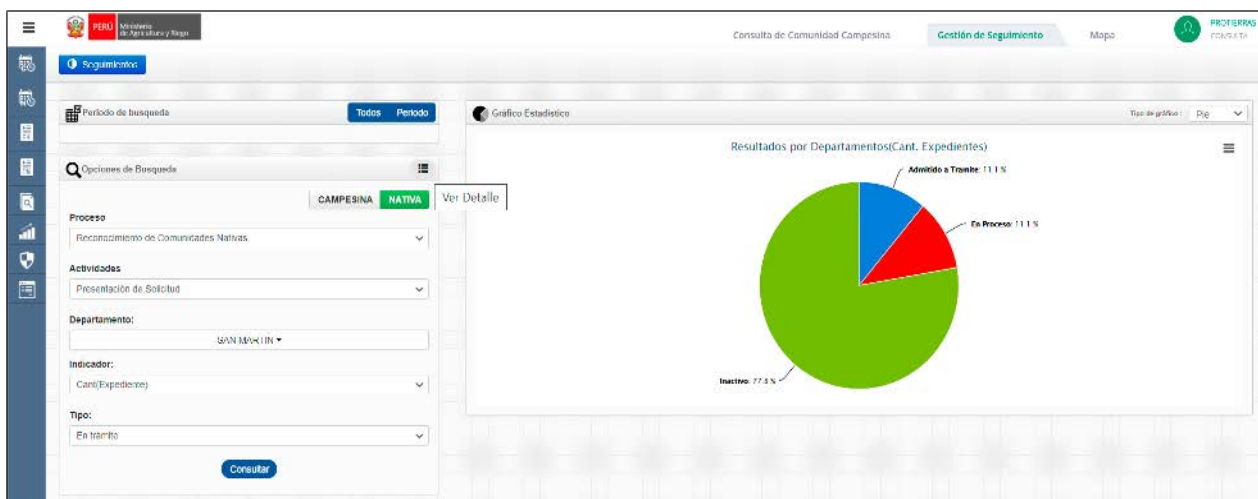 PERÚ Ministerio de Agricultura y Riego
Consulta de Comunidad Campesina Gestión de Seguimiento Mapa
PROTIERRAS
CONSULTA
Seguimientos
Periodo de busqueda Todos Periodo
Opciones de Busqueda
CAMPESINA NATIVA Ver Detalle
Proceso
Reconocimiento de Comunidades Nativas
Actividades
Presentación de Solicitud
Departamento:
SAN MARTIN
Indicador:
Cant(Expediente)
Tipo:
En tramite
Consultar
Gráfico Estadístico Tipo de gráfico : Pie
Resultados por Departamentos(Cant. Expedientes)
Admitido a Tramite: 11.1 %
En Proceso: 11.1 %
Inactivo: 77.8 %